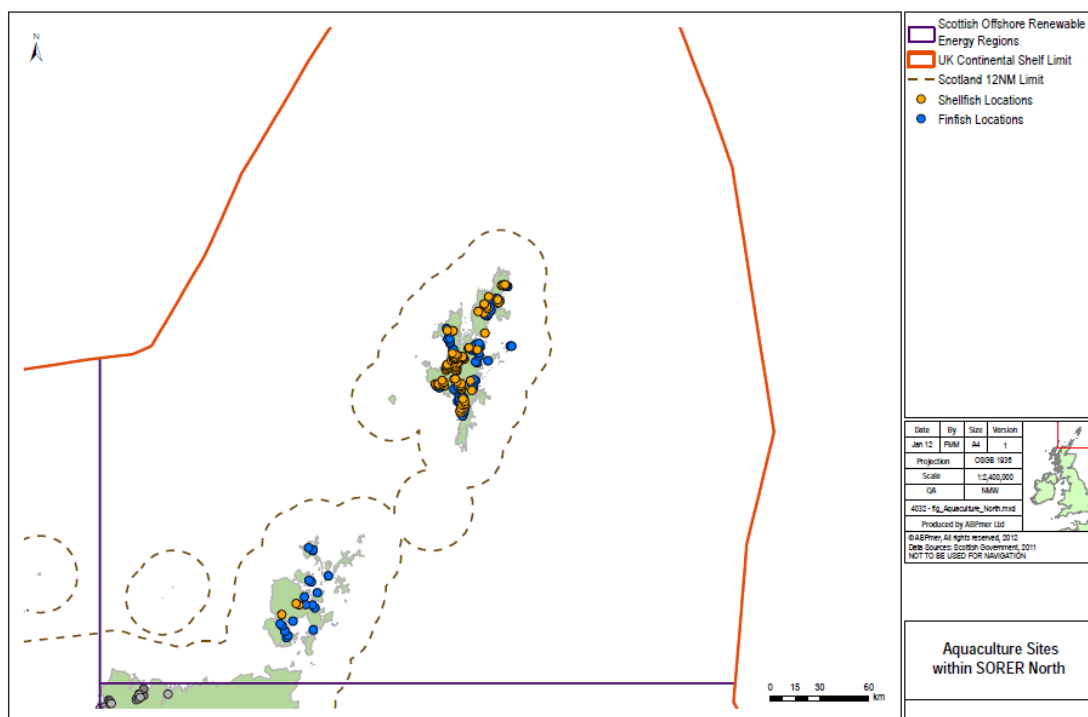 N
Scottish Offshore Renewable
Energy Regions
UK Continental Shelf Limit
Scotland 12NM Limit
Shellfish Locations
Finfish Locations
Date By Size Version
Jan 12 FMM A4 1
Projection OSGB 1936
Scale 1:2,400,000
QA NMW
4032 - fig_Aquaculture_North.mxd
Produced by ABPmer Ltd
© ABPmer, All rights reserved, 2012
Data Sources: Scottish Government, 2011
NOT TO BE USED FOR NAVIGATION
0 15 30 60
km
Aquaculture Sites
within SORER North